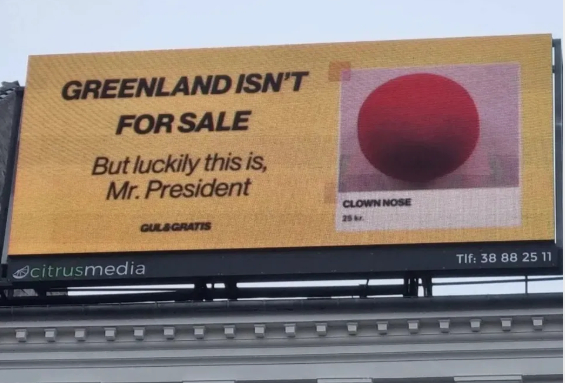 GREENLAND ISN'T
FOR SALE
But luckily this is,
Mr. President
GUL&GRATIS
CLOWN NOSE
25 kr.
citrusmedia
Tlf: 38 88 25 11